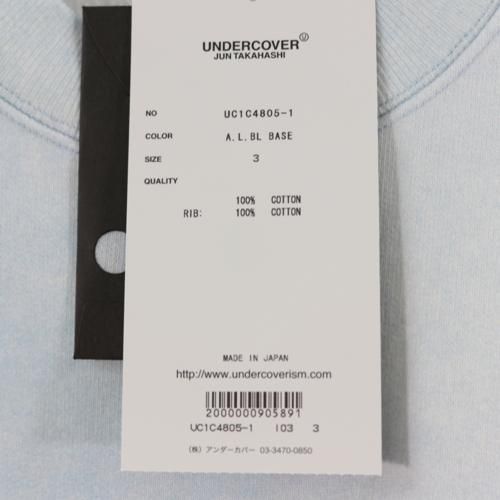 UNDERCOVER Ⓤ
JUN TAKAHASHI
NO UC1C4805-1
COLOR A.L.BL BASE
SIZE 3
QUALITY
100% COTTON
RIB: 100% COTTON
MADE IN JAPAN
http://www.undercoverism.com
2000000905891
UC1C4805-1 103 3
(株) アンダーカバー 03-3470-0850